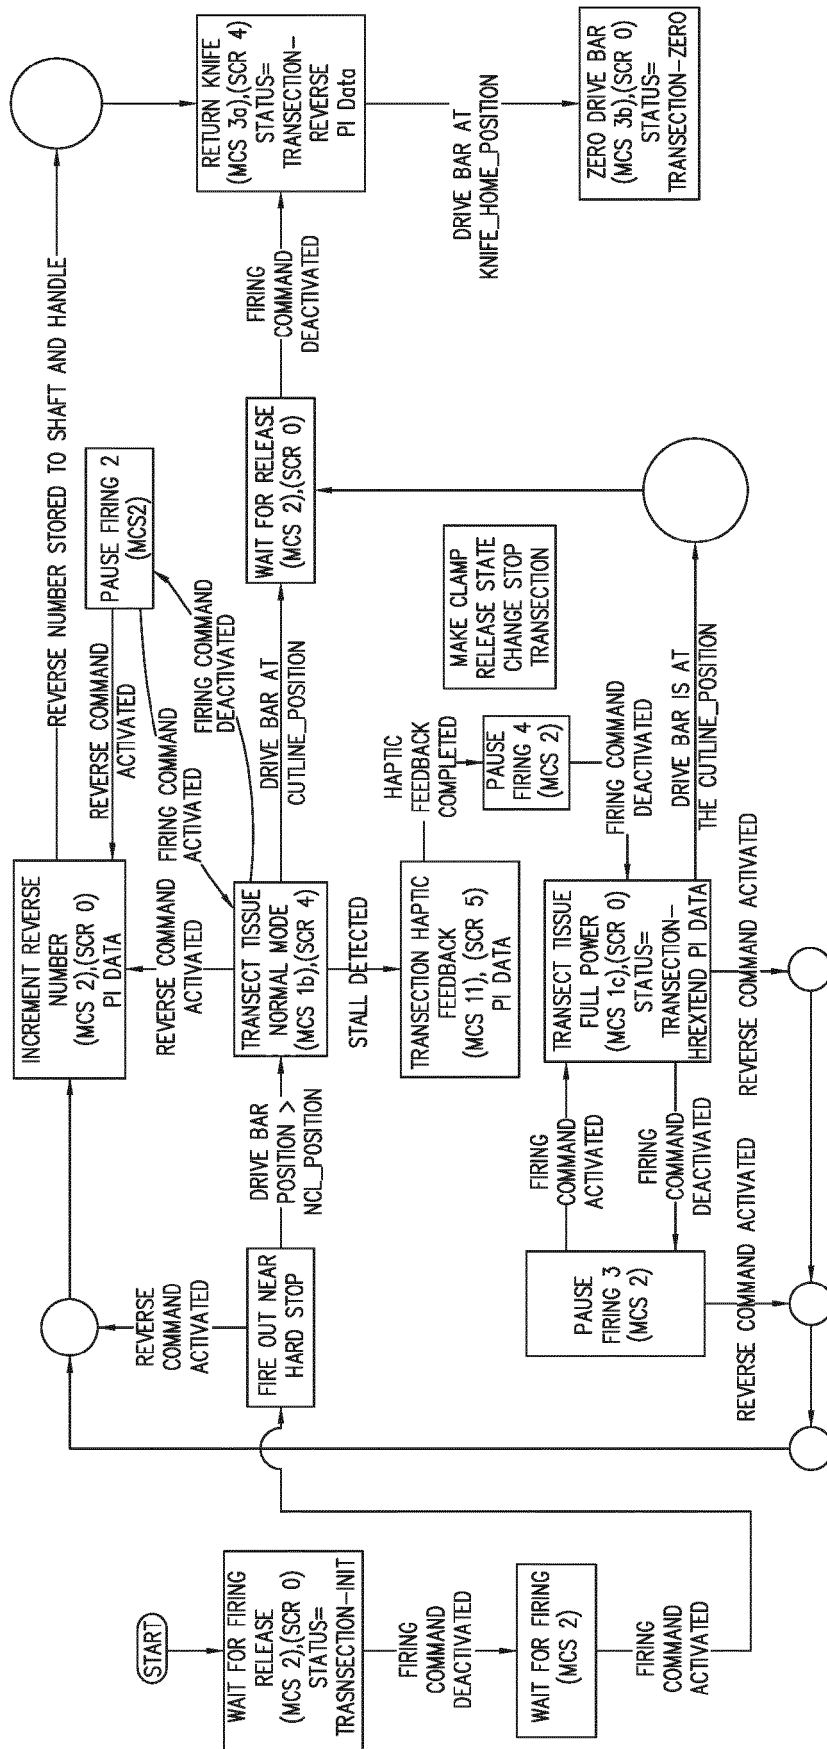 START
WAIT FOR FIRING
RELEASE
(MCS 2),(SCR 0)
STATUS=
TRASNSECTION-INIT
FIRING
COMMAND
DEACTIVATED
WAIT FOR FIRING
(MCS 2)
FIRING
COMMAND
ACTIVATED
FIRE OUT NEAR
HARD STOP
REVERSE
COMMAND
ACTIVATED
DRIVE BAR
POSITION >
NCL_POSITION
INCREMENT REVERSE
NUMBER
(MCS 2),(SCR 0)
PI DATA
REVERSE COMMAND
ACTIVATED
TRANSECT TISSUE
NORMAL MODE
(MCS 1b),(SCR 4)
STALL DETECTED
TRANSECTION HAPTIC
FEEDBACK
(MCS 11), (SCR 5)
PI DATA
REVERSE NUMBER STORED TO SHAFT AND HANDLE
REVERSE COMMAND
ACTIVATED
PAUSE FIRING 2
(MCS2)
FIRING COMMAND
ACTIVATED
FIRING COMMAND
DEACTIVATED
DRIVE BAR AT
CUTLINE_POSITION
WAIT FOR RELEASE
(MCS 2),(SCR 0)
FIRING
COMMAND
DEACTIVATED
RETURN KNIFE
(MCS 3a),(SCR 4)
STATUS=
TRANSECTION-
REVERSE
PI Data
DRIVE BAR AT
KNIFE_HOME_POSITION
ZERO DRIVE BAR
(MCS 3b),(SCR 0)
STATUS=
TRANSECTION-ZERO
HAPTIC
FEEDBACK
COMPLETED
PAUSE
FIRING 4
(MCS 2)
FIRING COMMAND
DEACTIVATED
MAKE CLAMP
RELEASE STATE
CHANGE STOP
TRANSECTION
TRANSECT TISSUE
FULL POWER
(MCS 1c),(SCR 0)
STATUS=
TRANSECTION-
HREXTEND PI DATA
DRIVE BAR IS AT
THE CUTLINE_POSITION
FIRING
COMMAND
ACTIVATED
FIRING
COMMAND
DEACTIVATED
PAUSE
FIRING 3
(MCS 2)
REVERSE COMMAND ACTIVATED
REVERSE COMMAND ACTIVATED